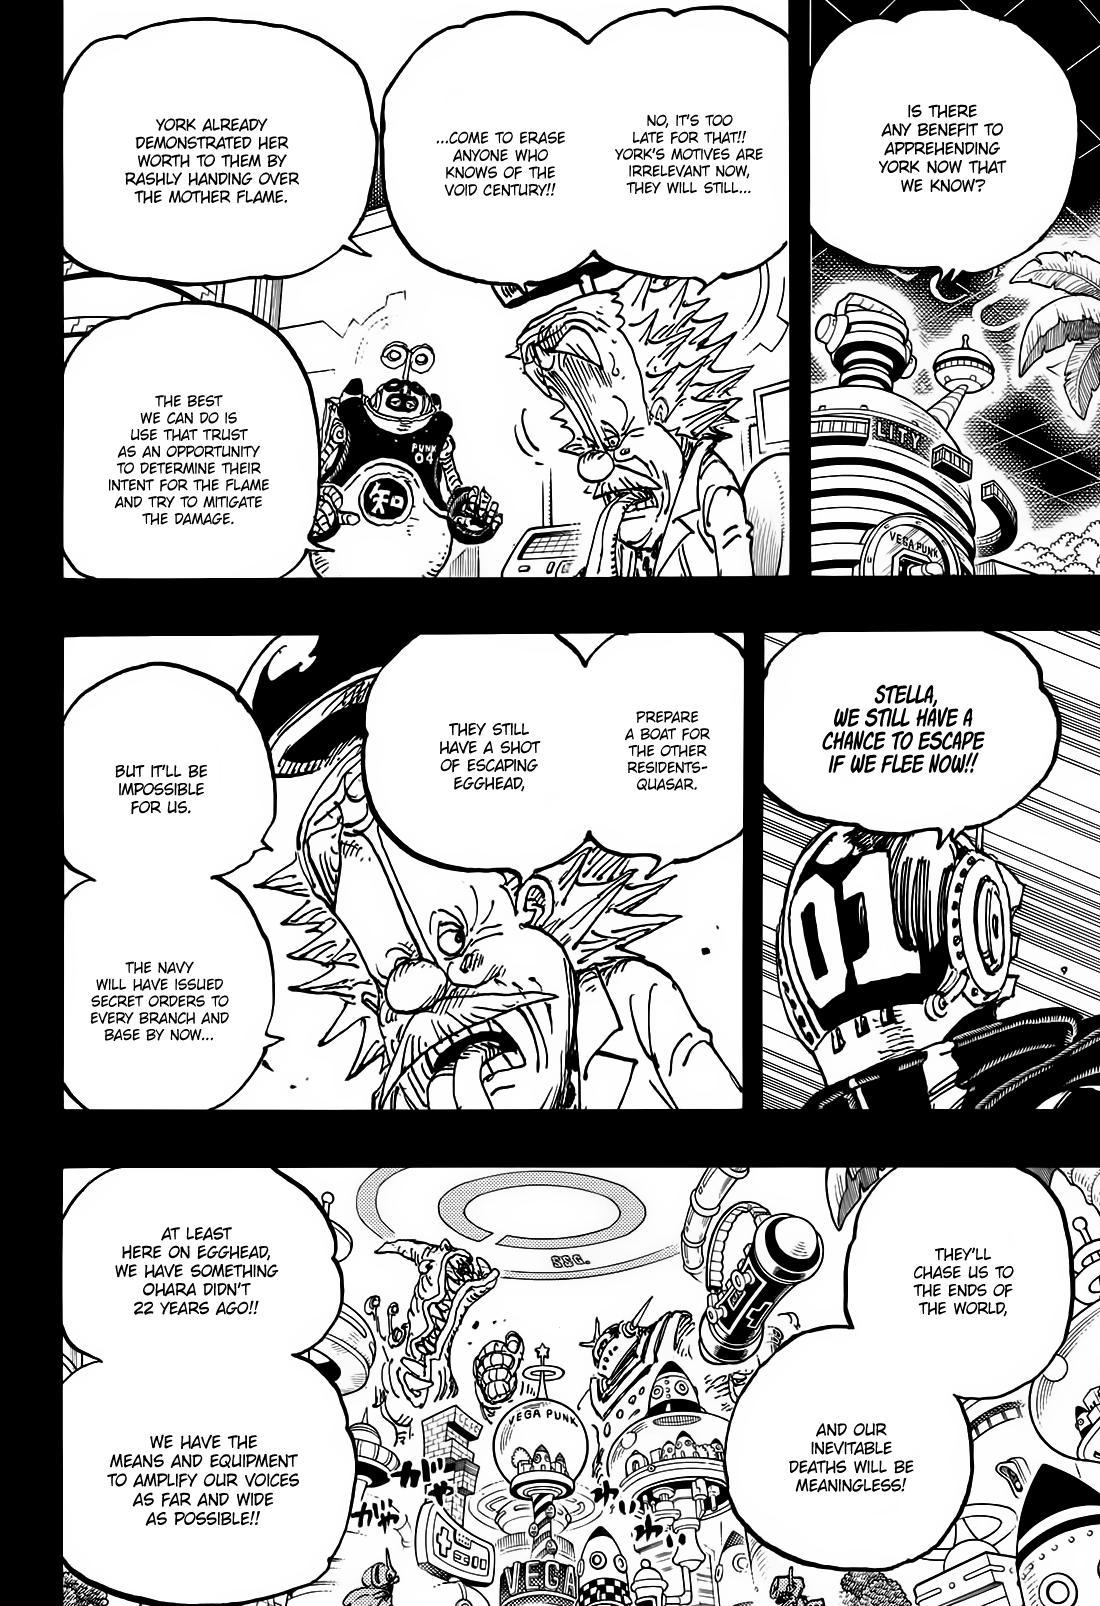 IS THERE
ANY BENEFIT TO
APPREHENDING
YORK NOW THAT
WE KNOW?
LITY
VEGA PUNK
NO, IT'S TOO
LATE FOR THAT!!
YORK'S MOTIVES ARE
IRRELEVANT NOW,
THEY WILL STILL...
...COME TO ERASE
ANYONE WHO
KNOWS OF THE
VOID CENTURY!!
YORK ALREADY
DEMONSTRATED HER
WORTH TO THEM BY
RASHLY HANDING OVER
THE MOTHER FLAME.
THE BEST
WE CAN DO IS
USE THAT TRUST
AS AN OPPORTUNITY
TO DETERMINE THEIR
INTENT FOR THE FLAME
AND TRY TO MITIGATE
THE DAMAGE.
PUNK
04
知
STELLA,
WE STILL HAVE A
CHANCE TO ESCAPE
IF WE FLEE NOW!!
01
PREPARE
A BOAT FOR
THE OTHER
RESIDENTS-
QUASAR.
THEY STILL
HAVE A SHOT
OF ESCAPING
EGGHEAD,
BUT IT'LL BE
IMPOSSIBLE
FOR US.
THE NAVY
WILL HAVE ISSUED
SECRET ORDERS TO
EVERY BRANCH AND
BASE BY NOW...
THEY'LL
CHASE US TO
THE ENDS OF
THE WORLD,
AND OUR
INEVITABLE
DEATHS WILL BE
MEANINGLESS!
SSG.
VEGA PUNK
VEGA
ガヤ
ガヤ
わい
わい
AT LEAST
HERE ON EGGHEAD,
WE HAVE SOMETHING
OHARA DIDN'T
22 YEARS AGO!!
WE HAVE THE
MEANS AND EQUIPMENT
TO AMPLIFY OUR VOICES
AS FAR AND WIDE
AS POSSIBLE!!